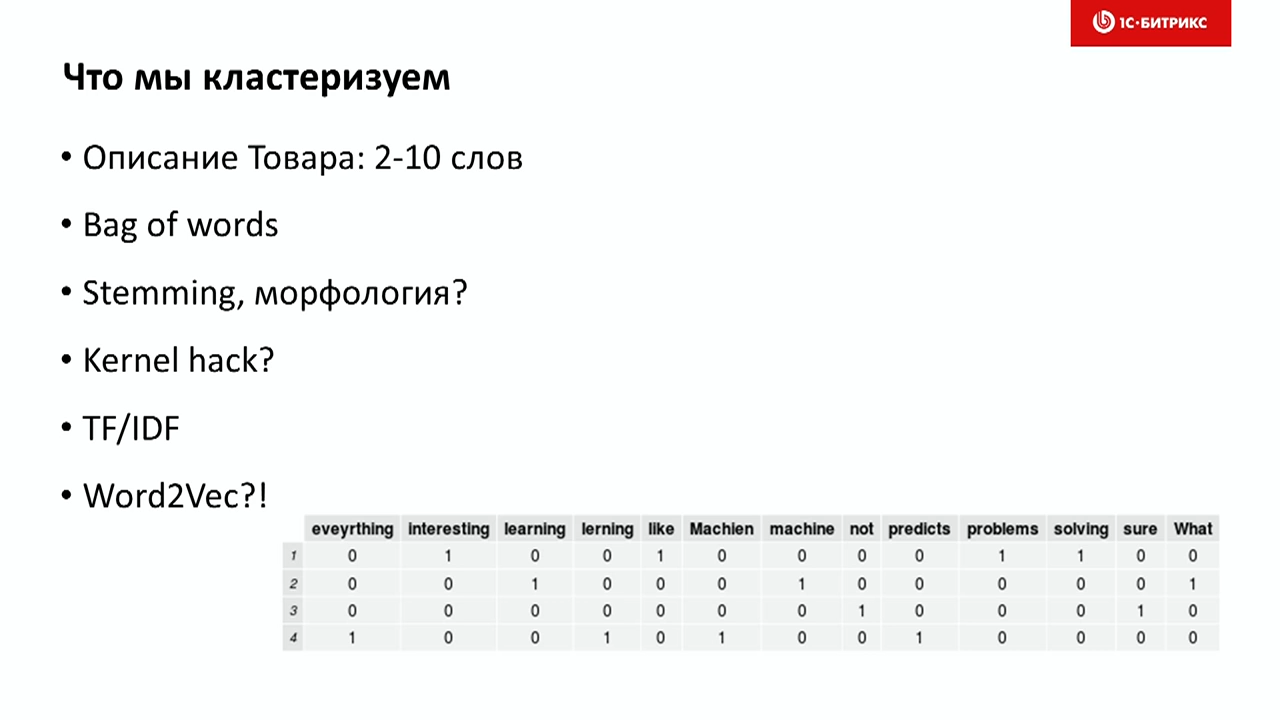 1С·БИТРИКС
Что мы кластеризуем
• Описание Товара: 2-10 слов
• Bag of words
• Stemming, морфология?
• Kernel hack?
• TF/IDF
• Word2Vec?!
eveyrthing interesting learning lerning like Machien machine not predicts problems solving sure What
1 0 1 0 0 1 0 0 0 0 1 1 0 0
2 0 0 1 0 0 0 1 0 0 0 0 0 1
3 0 0 0 0 0 0 0 1 0 0 0 1 0
4 1 0 0 1 0 1 0 0 1 0 0 0 0